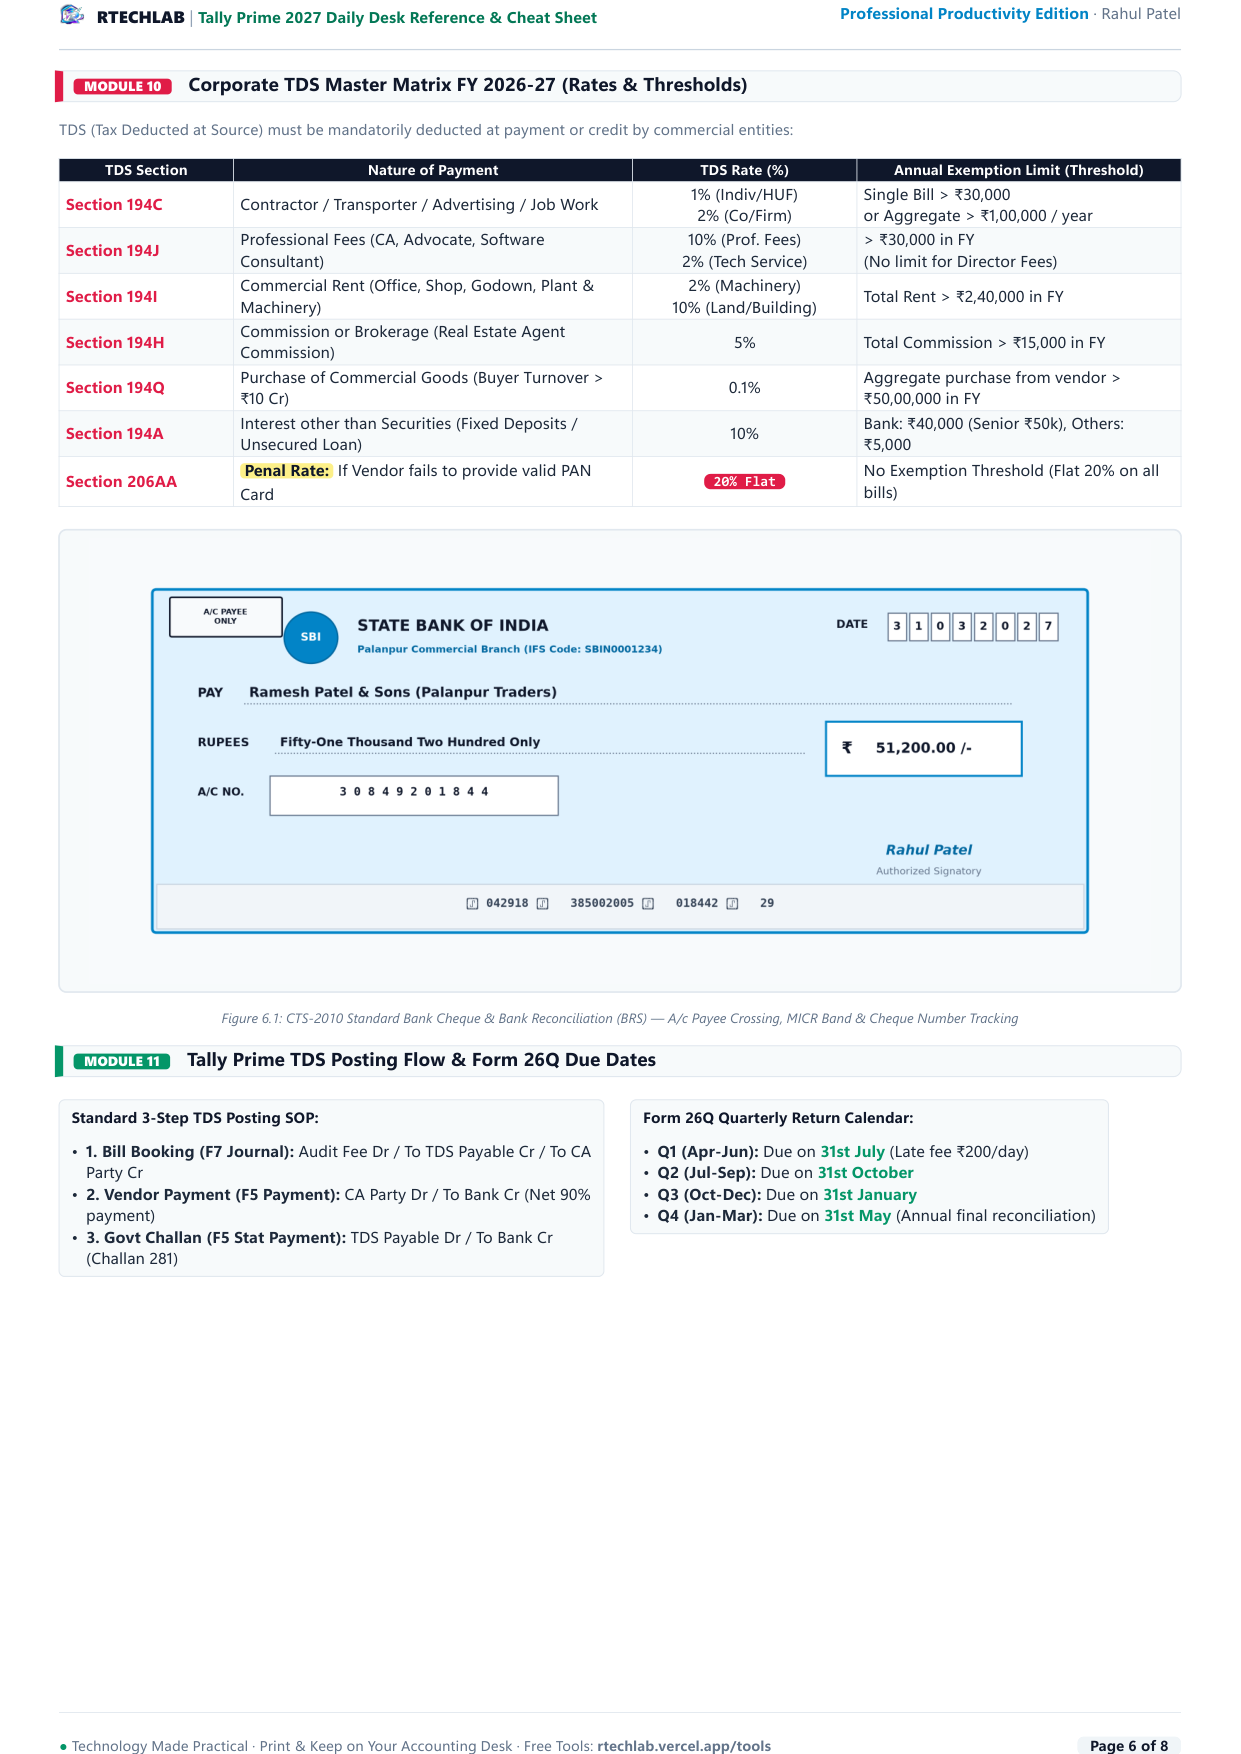 RTECHLAB | Tally Prime 2027 Daily Desk Reference & Cheat Sheet
Professional Productivity Edition · Rahul Patel
MODULE 10 Corporate TDS Master Matrix FY 2026-27 (Rates & Thresholds)
TDS (Tax Deducted at Source) must be mandatorily deducted at payment or credit by commercial entities:
TDS Section Nature of Payment TDS Rate (%) Annual Exemption Limit (Threshold)
Section 194C
Contractor / Transporter / Advertising / Job Work
1% (Indiv/HUF)
2% (Co/Firm)
Single Bill > ₹30,000
or Aggregate > ₹1,00,000 / year
Section 194J
Professional Fees (CA, Advocate, Software
Consultant)
10% (Prof. Fees)
2% (Tech Service)
> ₹30,000 in FY
(No limit for Director Fees)
Section 194I
Commercial Rent (Office, Shop, Godown, Plant &
Machinery)
2% (Machinery)
10% (Land/Building)
Total Rent > ₹2,40,000 in FY
Section 194H
Commission or Brokerage (Real Estate Agent
Commission)
5%
Total Commission > ₹15,000 in FY
Section 194Q
Purchase of Commercial Goods (Buyer Turnover >
₹10 Cr)
0.1%
Aggregate purchase from vendor >
₹50,00,000 in FY
Section 194A
Interest other than Securities (Fixed Deposits /
Unsecured Loan)
10%
Bank: ₹40,000 (Senior ₹50k), Others:
₹5,000
Section 206AA
Penal Rate: If Vendor fails to provide valid PAN
Card
20% Flat
No Exemption Threshold (Flat 20% on all
bills)
A/C PAYEE
ONLY
SBI
STATE BANK OF INDIA
Palanpur Commercial Branch (IFS Code: SBIN0001234)
DATE 3 1 0 3 2 0 2 7
PAY Ramesh Patel & Sons (Palanpur Traders)
RUPEES Fifty-One Thousand Two Hundred Only
₹ 51,200.00 /-
A/C NO. 3 0 8 4 9 2 0 1 8 4 4
Rahul Patel
Authorized Signatory
042918 385002005 018442 29
Figure 6.1: CTS-2010 Standard Bank Cheque & Bank Reconciliation (BRS) — A/c Payee Crossing, MICR Band & Cheque Number Tracking
MODULE 11 Tally Prime TDS Posting Flow & Form 26Q Due Dates
Standard 3-Step TDS Posting SOP:
• 1. Bill Booking (F7 Journal): Audit Fee Dr / To TDS Payable Cr / To CA
Party Cr
• 2. Vendor Payment (F5 Payment): CA Party Dr / To Bank Cr (Net 90%
payment)
• 3. Govt Challan (F5 Stat Payment): TDS Payable Dr / To Bank Cr
(Challan 281)
Form 26Q Quarterly Return Calendar:
• Q1 (Apr-Jun): Due on 31st July (Late fee ₹200/day)
• Q2 (Jul-Sep): Due on 31st October
• Q3 (Oct-Dec): Due on 31st January
• Q4 (Jan-Mar): Due on 31st May (Annual final reconciliation)
● Technology Made Practical · Print & Keep on Your Accounting Desk · Free Tools: rtechlab.vercel.app/tools
Page 6 of 8